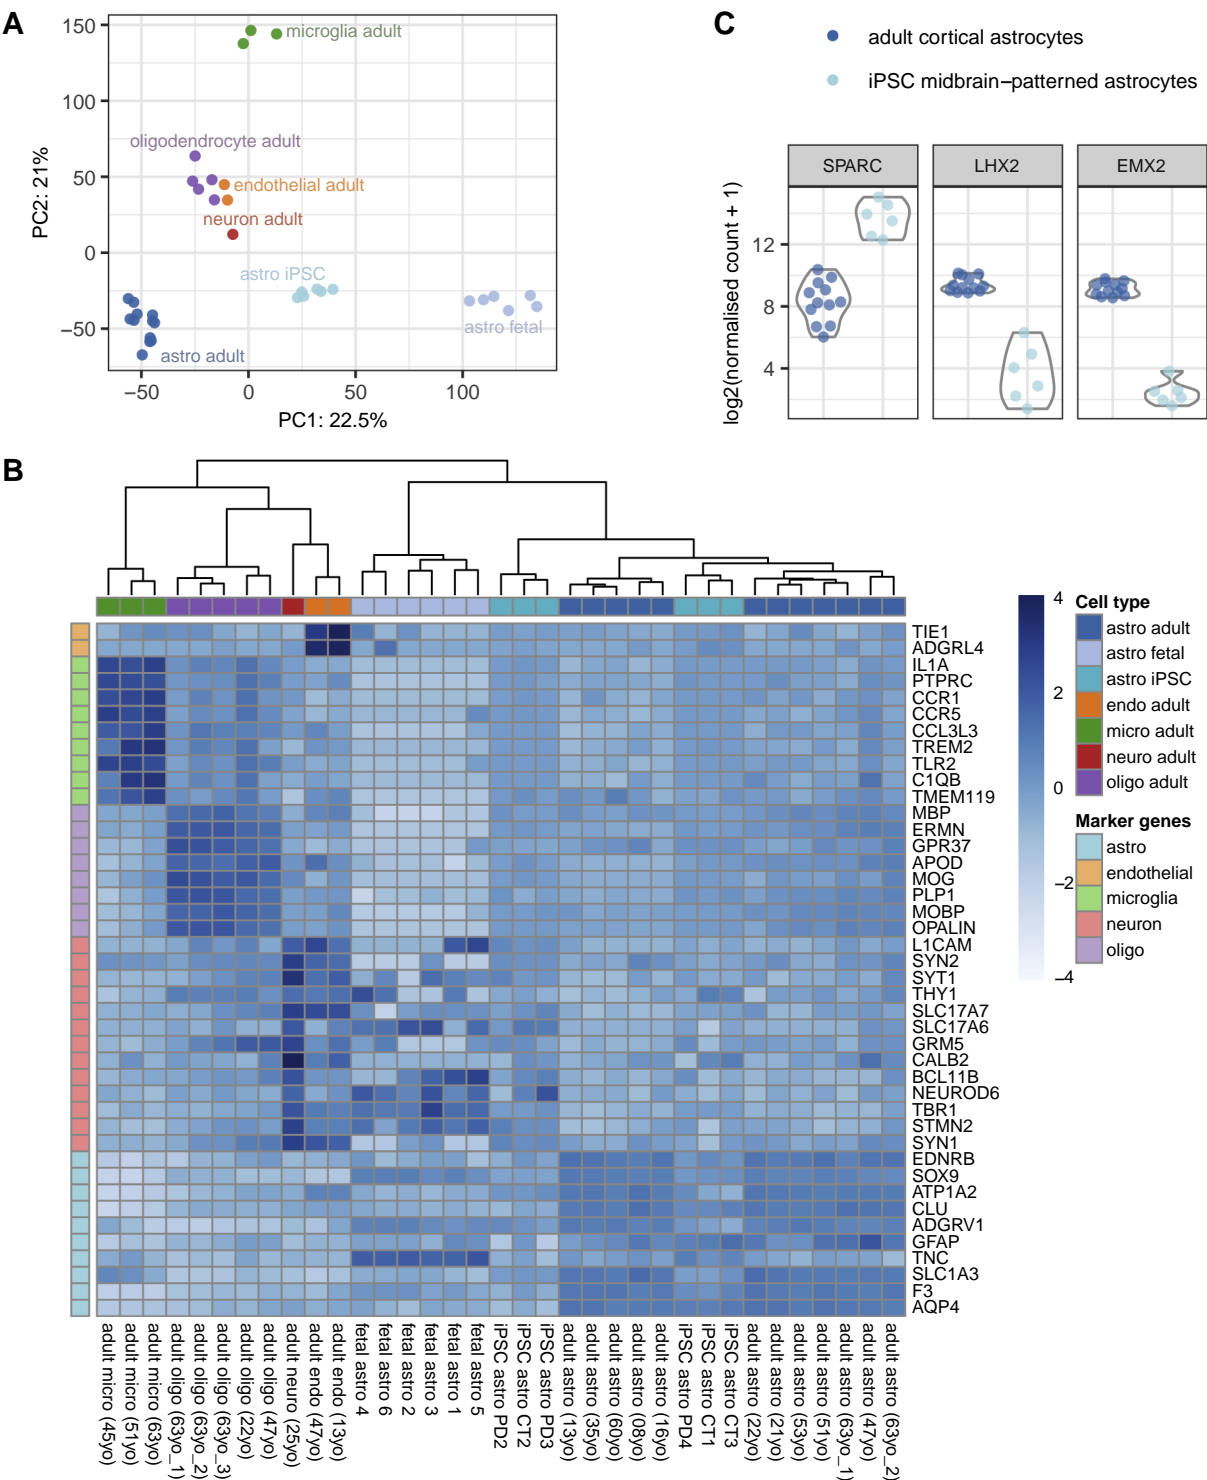 A
150
100
50
0
−50
−50
0
50
100
PC2: 21%
PC1: 22.5%
microglia adult
oligodendrocyte adult
endothelial adult
neuron adult
astro iPSC
astro fetal
astro adult
C
adult cortical astrocytes
iPSC midbrain−patterned astrocytes
SPARC
LHX2
EMX2
log2(normalised count + 1)
12
8
4
B
TIE1
ADGRL4
IL1A
PTPRC
CCR1
CCR5
CCL3L3
TREM2
TLR2
C1QB
TMEM119
MBP
ERMN
GPR37
APOD
MOG
PLP1
MOBP
OPALIN
L1CAM
SYN2
SYT1
THY1
SLC17A7
SLC17A6
GRM5
CALB2
BCL11B
NEUROD6
TBR1
STMN2
SYN1
EDNRB
SOX9
ATP1A2
CLU
ADGRV1
GFAP
TNC
SLC1A3
F3
AQP4
4
2
0
−2
−4
Cell type
astro adult
astro fetal
astro iPSC
endo adult
micro adult
neuro adult
oligo adult
Marker genes
astro
endothelial
microglia
neuron
oligo
adult micro (45yo)
adult micro (51yo)
adult micro (63yo)
adult oligo (63yo_1)
adult oligo (63yo_2)
adult oligo (63yo_3)
adult oligo (22yo)
adult oligo (47yo)
adult neuro (25yo)
adult endo (47yo)
adult endo (13yo)
fetal astro 4
fetal astro 6
fetal astro 2
fetal astro 3
fetal astro 1
fetal astro 5
iPSC astro PD2
iPSC astro CT2
iPSC astro PD3
adult astro (13yo)
adult astro (35yo)
adult astro (60yo)
adult astro (08yo)
adult astro (16yo)
iPSC astro PD4
iPSC astro CT1
iPSC astro CT3
adult astro (22yo)
adult astro (21yo)
adult astro (53yo)
adult astro (51yo)
adult astro (63yo_1)
adult astro (47yo)
adult astro (63yo_2)